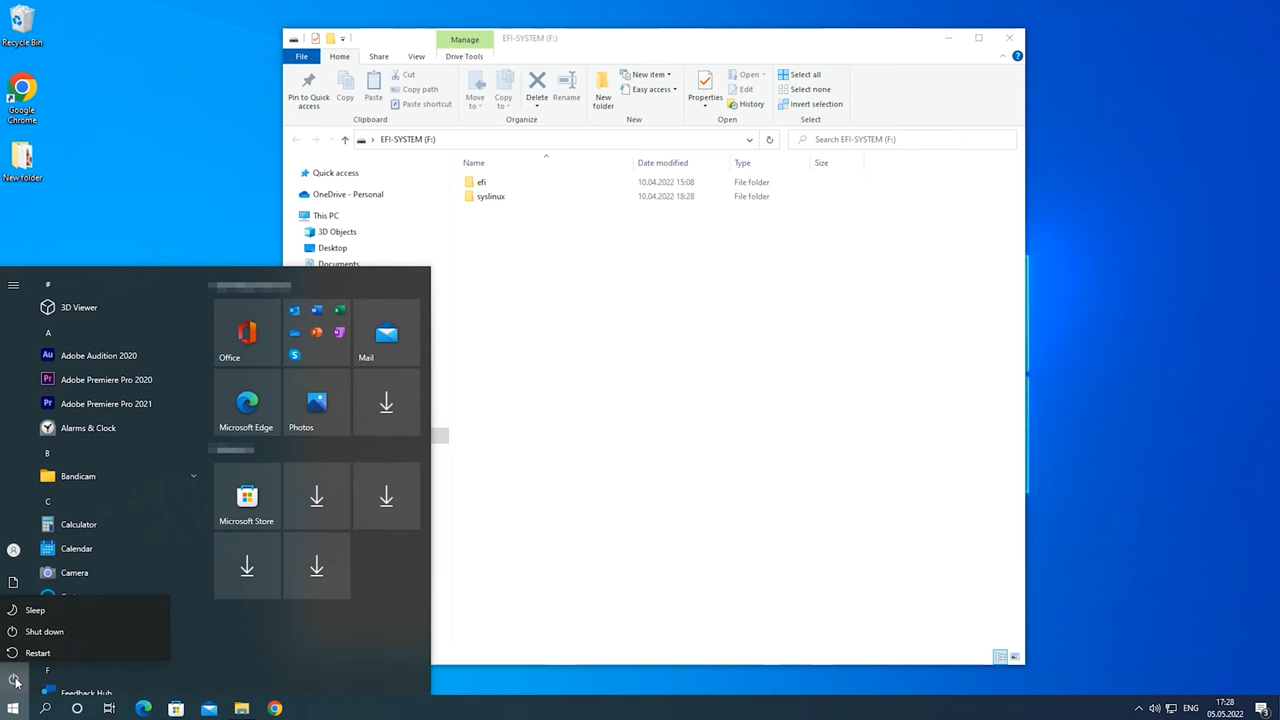 Recycle Bin
Google
Chrome
New folder
EFI-SYSTEM (F:)
Manage
File
Home
Share
View
Drive Tools
Pin to Quick
access
Copy
Paste
Cut
Copy path
Paste shortcut
Clipboard
Move
to
Copy
to
Delete
Rename
Organize
New
folder
New item
Easy access
New
Properties
Open
Edit
History
Open
Select all
Select none
Invert selection
Select
EFI-SYSTEM (F:)
Search EFI-SYSTEM (F:)
Name
Date modified
Type
Size
efi
10.04.2022 15:08
File folder
syslinux
10.04.2022 18:28
File folder
Quick access
OneDrive - Personal
This PC
3D Objects
Desktop
Documents
#
3D Viewer
A
Adobe Audition 2020
Adobe Premiere Pro 2020
Adobe Premiere Pro 2021
Alarms & Clock
B
Bandicam
C
Calculator
Calendar
Camera
F
Feedback Hub
Office
Mail
Microsoft Edge
Photos
Microsoft Store
Sleep
Shut down
Restart
ENG
17:28
05.05.2022